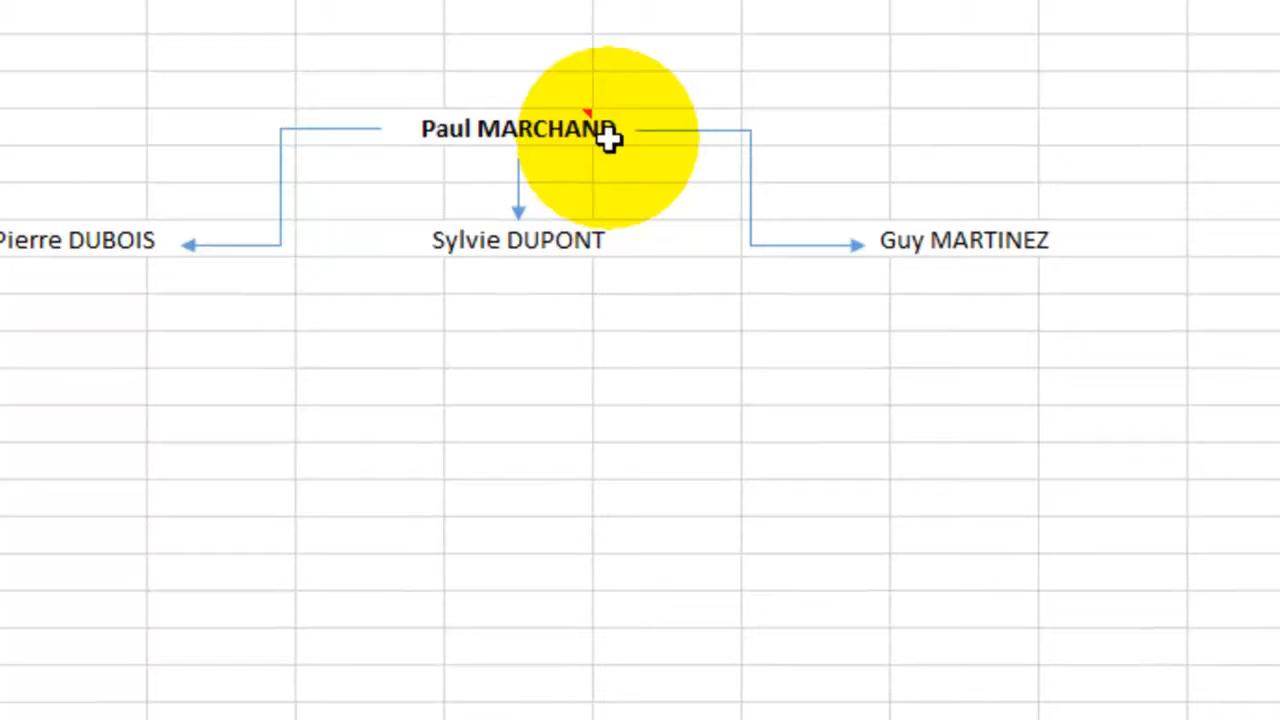 Paul MARCHAND
Pierre DUBOIS
Sylvie DUPONT
Guy MARTINEZ